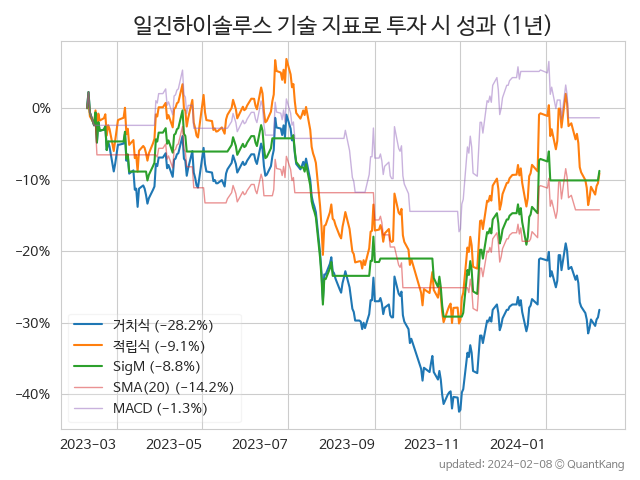 일진하이솔루스 기술 지표로 투자 시 성과 (1년)
0%
−10%
−20%
−30%
−40%
거치식 (−28.2%)
적립식 (−9.1%)
SigM (−8.8%)
SMA(20) (−14.2%)
MACD (−1.3%)
2023−03 2023−05 2023−07 2023−09 2023−11 2024−01
updated: 2024−02−08 © QuantKang